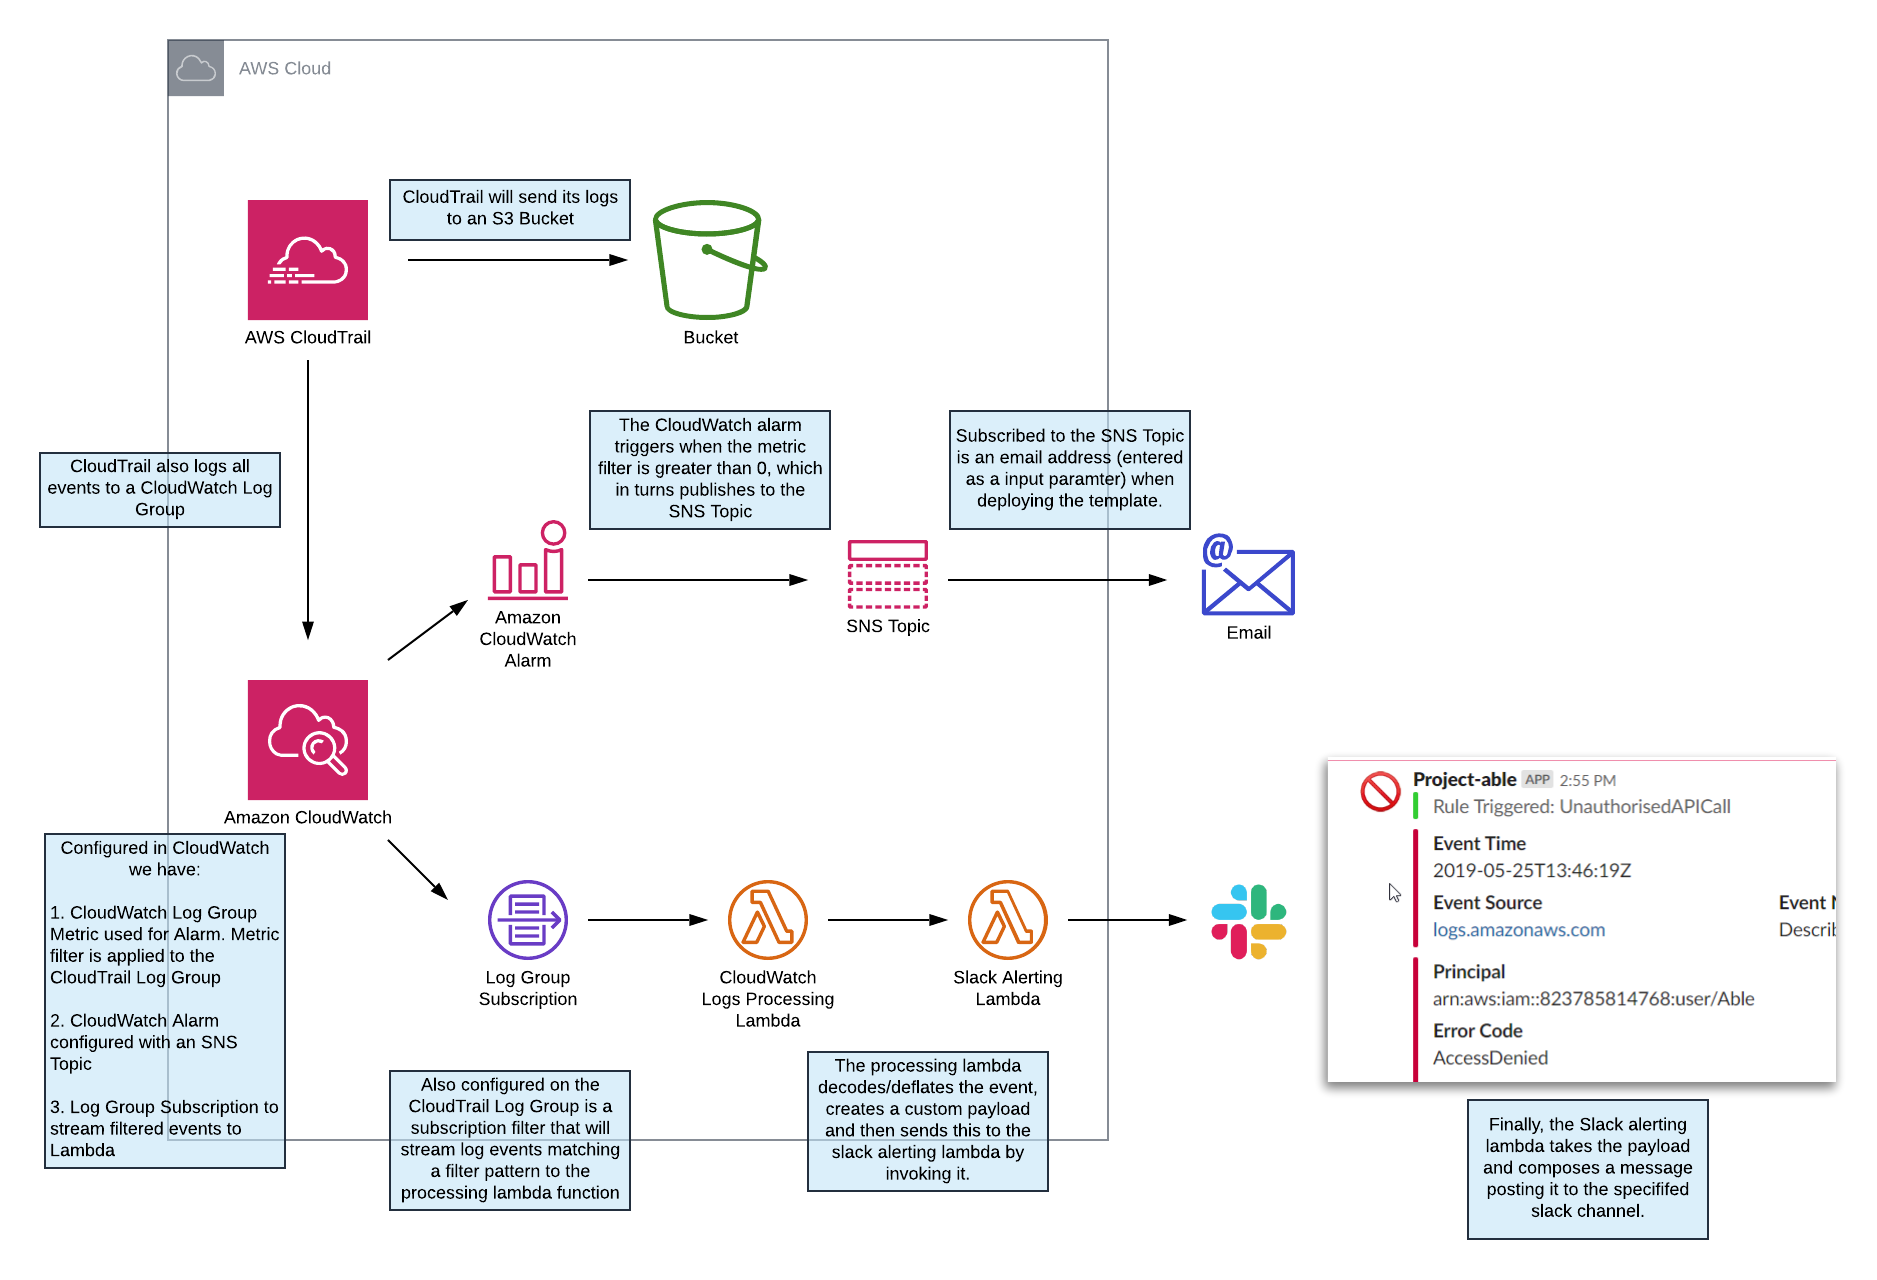 AWS Cloud
CloudTrail will send its logs
to an S3 Bucket
AWS CloudTrail
Bucket
CloudTrail also logs all
events to a CloudWatch Log
Group
The CloudWatch alarm
triggers when the metric
filter is greater than 0, which
in turns publishes to the
SNS Topic
Subscribed to the SNS Topic
is an email address (entered
as a input paramter) when
deploying the template.
Amazon
CloudWatch
Alarm
SNS Topic
@
Email
Amazon CloudWatch
Configured in CloudWatch
we have:
1. CloudWatch Log Group
Metric used for Alarm. Metric
filter is applied to the
CloudTrail Log Group
2. CloudWatch Alarm
configured with an SNS
Topic
3. Log Group Subscription to
stream filtered events to
Lambda
Log Group
Subscription
CloudWatch
Logs Processing
Lambda
Slack Alerting
Lambda
Also configured on the
CloudTrail Log Group is a
subscription filter that will
stream log events matching
a filter pattern to the
processing lambda function
The processing lambda
decodes/deflates the event,
creates a custom payload
and then sends this to the
slack alerting lambda by
invoking it.
Project-able APP 2:55 PM
Rule Triggered: UnauthorisedAPICall
Event Time
2019-05-25T13:46:19Z
Event Source Event
logs.amazonaws.com
Principal
arn:aws:iam::823785814768:user/Able
Error Code
AccessDenied
Finally, the Slack alerting
lambda takes the payload
and composes a message
posting it to the specififed
slack channel.